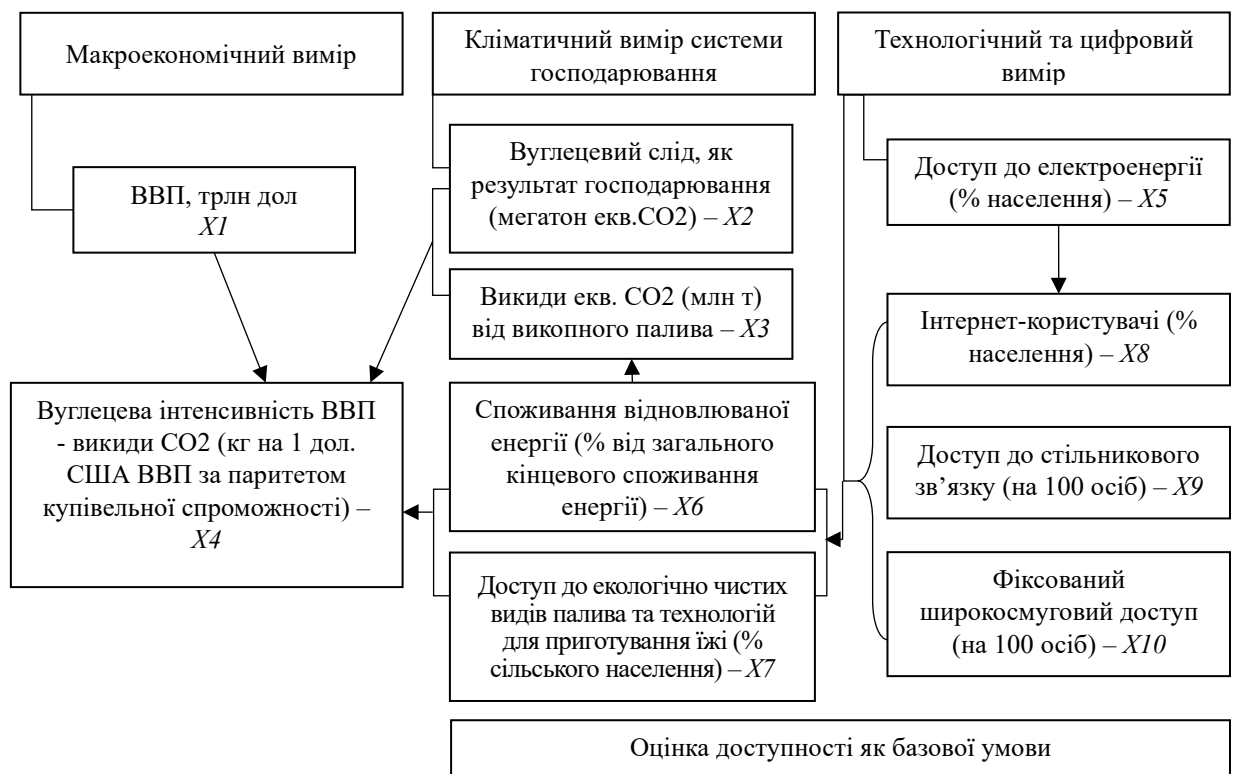 Макроекономічний вимір
Кліматичний вимір системи
господарювання
Технологічний та цифровий
вимір
ВВП, трлн дол
X1
Вуглецевий слід, як
результат господарювання
(мегатон екв.CO2) – X2
Доступ до електроенергії
(% населення) – X5
Викиди екв. CO2 (млн т)
від викопного палива – X3
Інтернет-користувачі (%
населення) – X8
Вуглецева інтенсивність ВВП
- викиди CO2 (кг на 1 дол.
США ВВП за паритетом
купівельної спроможності) –
X4
Споживання відновлюваної
енергії (% від загального
кінцевого споживання
енергії) – X6
Доступ до стільникового
зв’язку (на 100 осіб) – X9
Доступ до екологічно чистих
видів палива та технологій
для приготування їжі (%
сільського населення) – X7
Фіксований
широкосмуговий доступ
(на 100 осіб) – X10
Оцінка доступності як базової умови